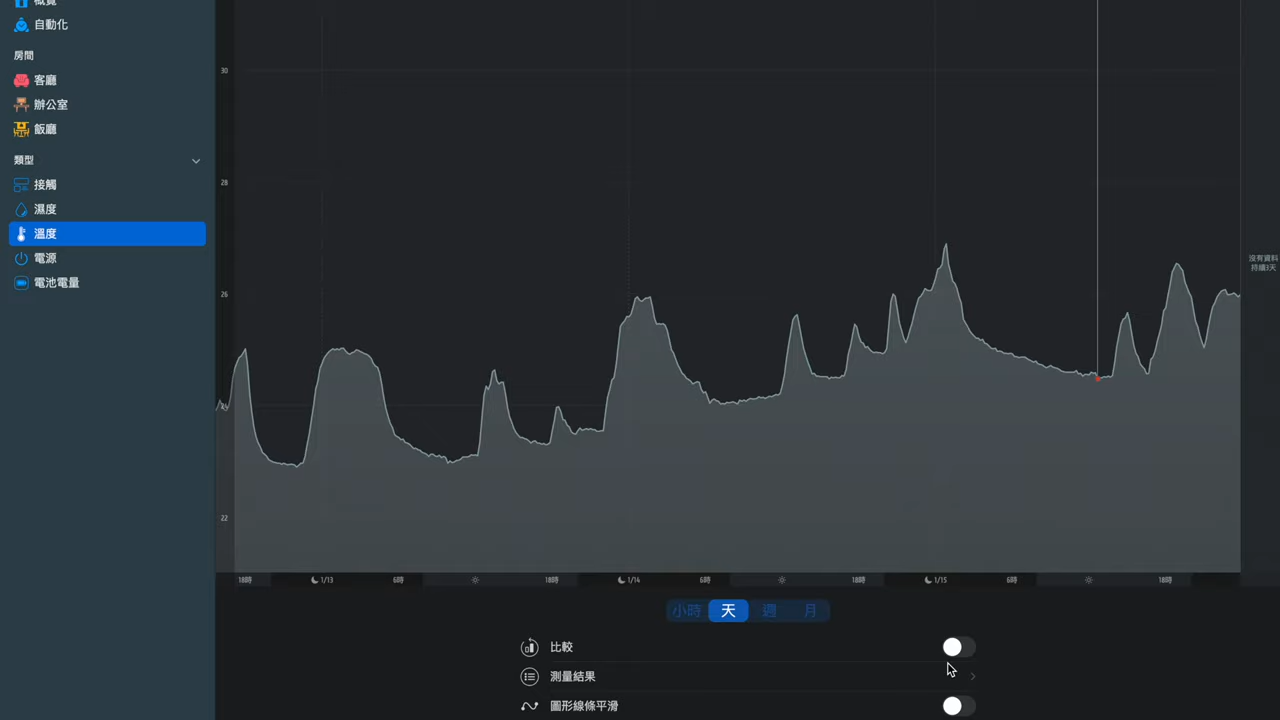 概覽
自動化
房間
客廳
辦公室
飯廳
類型
接觸
濕度
溫度
電源
電池電量
30
28
26
24
22
沒有資料
持續3天
18時
1/13
6時
18時
1/14
6時
18時
1/15
6時
18時
小時 天 週 月
比較
測量結果
圖形線條平滑